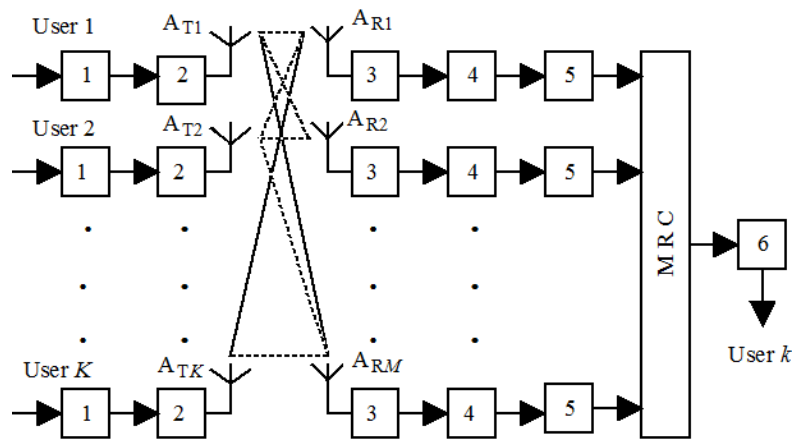 User 1 A_T1 A_R1
1 2 3 4 5
User 2 A_T2 A_R2
1 2 3 4 5
MRC
6
User k
User K A_TK A_RM
1 2 3 4 5